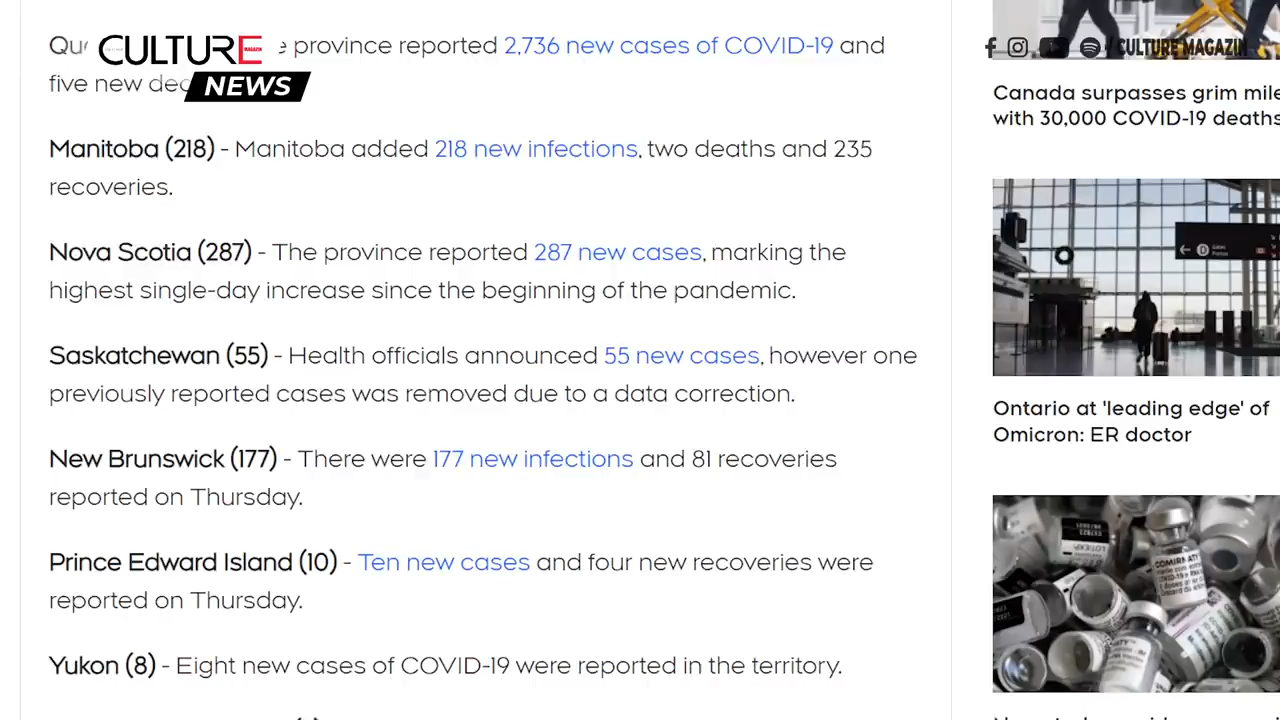 CULTURE
MAGAZIN
NEWS
province reported 2,736 new cases of COVID-19 and
five new
Manitoba (218) - Manitoba added 218 new infections, two deaths and 235
recoveries.
Nova Scotia (287) - The province reported 287 new cases, marking the
highest single-day increase since the beginning of the pandemic.
Saskatchewan (55) - Health officials announced 55 new cases, however one
previously reported cases was removed due to a data correction.
New Brunswick (177) - There were 177 new infections and 81 recoveries
reported on Thursday.
Prince Edward Island (10) - Ten new cases and four new recoveries were
reported on Thursday.
Yukon (8) - Eight new cases of COVID-19 were reported in the territory.
/ CULTURE MAGAZIN
Canada surpasses grim mile
with 30,000 COVID-19 deaths
Ontario at 'leading edge' of
Omicron: ER doctor
COMIRNATY